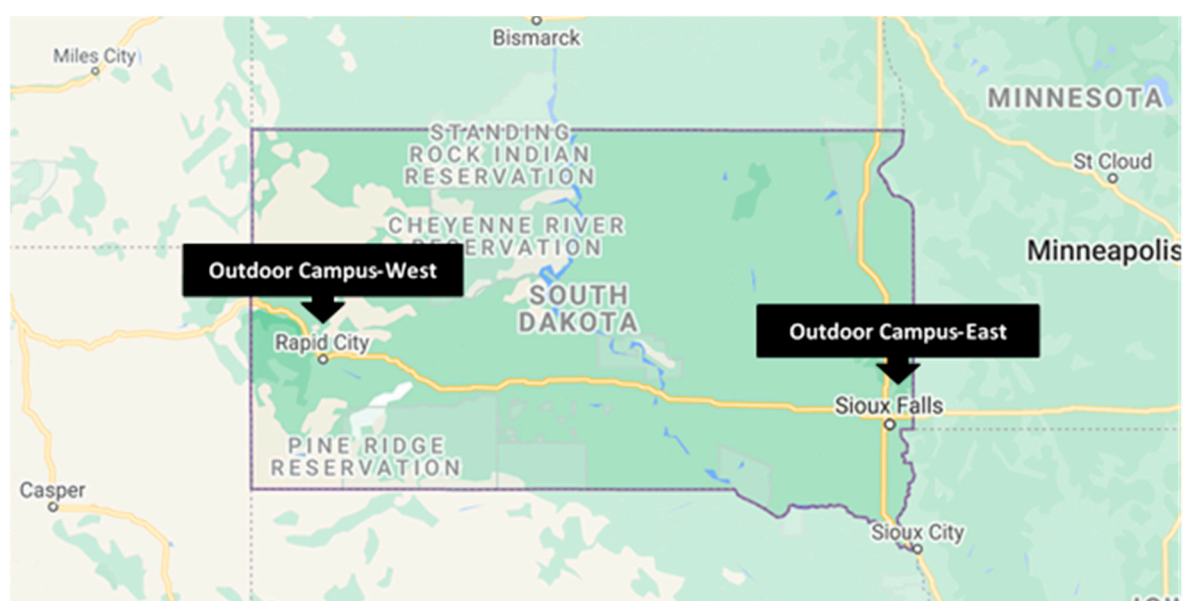 Bismarck
Miles City
MINNESOTA
STANDING
ROCK INDIAN
RESERVATION
St Cloud
CHEYENNE RIVER
RESERVATION
Minneapolis
Outdoor Campus-West
SOUTH
DAKOTA
Outdoor Campus-East
Rapid City
Sioux Falls
PINE RIDGE
RESERVATION
Casper
Sioux City